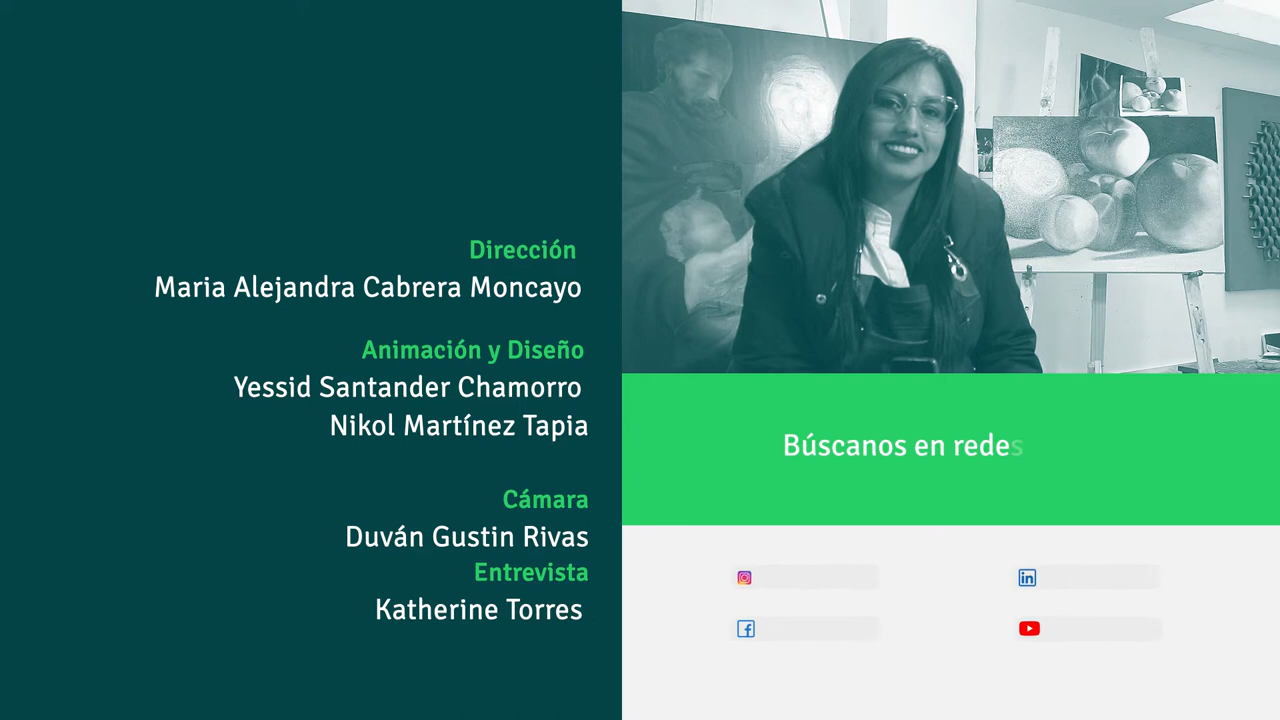 Dirección
Maria Alejandra Cabrera Moncayo
Animación y Diseño
Yessid Santander Chamorro
Nikol Martínez Tapia
Cámara
Duván Gustin Rivas
Entrevista
Katherine Torres
Búscanos en redes